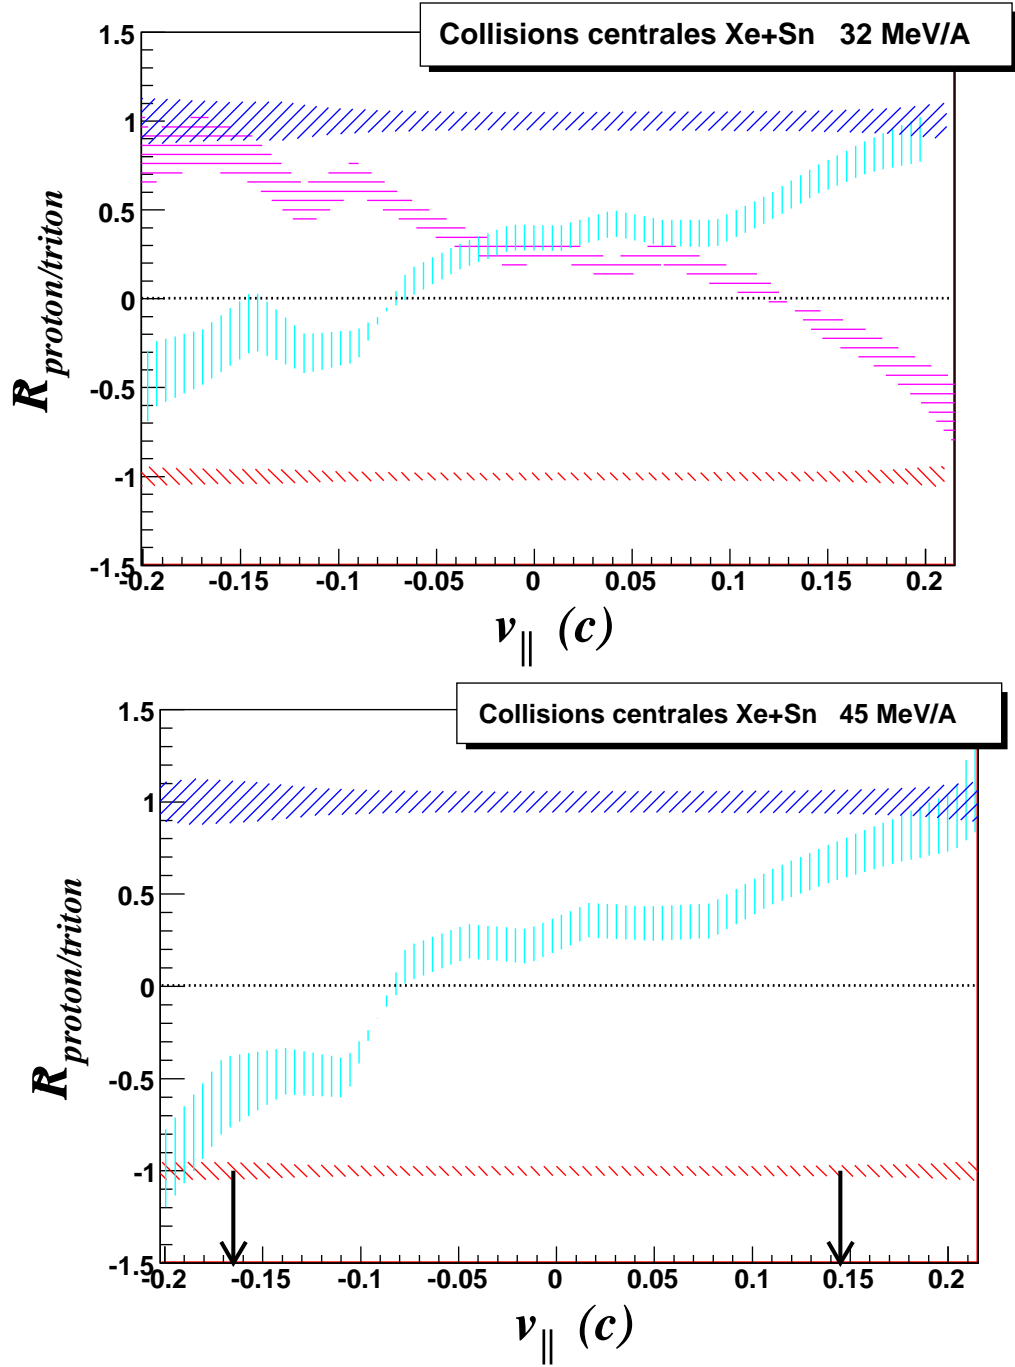 Collisions centrales Xe+Sn 32 MeV/A
1.5
1
0.5
0
-0.5
-1
-1.5
R proton/triton
-0.2 -0.15 -0.1 -0.05 0 0.05 0.1 0.15 0.2
v|| (c)
Collisions centrales Xe+Sn 45 MeV/A
1.5
1
0.5
0
-0.5
-1
-1.5
R proton/triton
-0.2 -0.15 -0.1 -0.05 0 0.05 0.1 0.15 0.2
v|| (c)